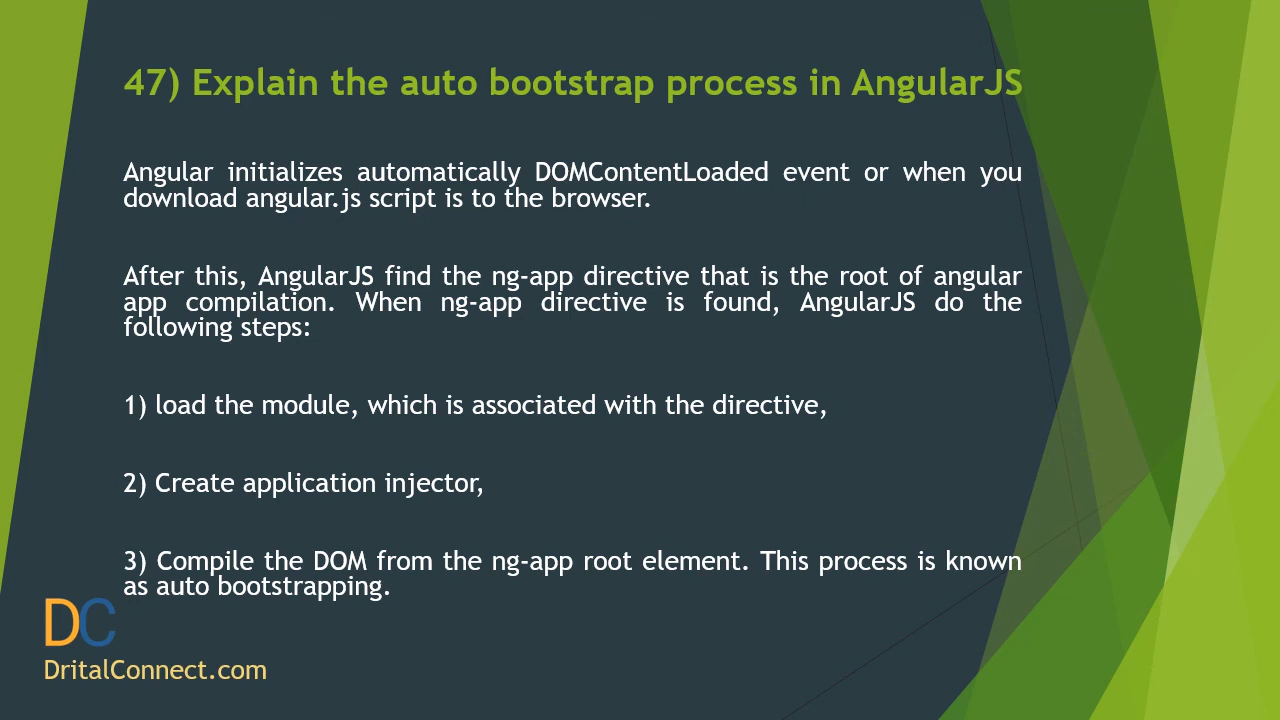 47) Explain the auto bootstrap process in AngularJS
Angular initializes automatically DOMContentLoaded event or when you
download angular.js script is to the browser.
After this, AngularJS find the ng-app directive that is the root of angular
app compilation. When ng-app directive is found, AngularJS do the
following steps:
1) load the module, which is associated with the directive,
2) Create application injector,
3) Compile the DOM from the ng-app root element. This process is known
as auto bootstrapping.
DC
DritalConnect.com